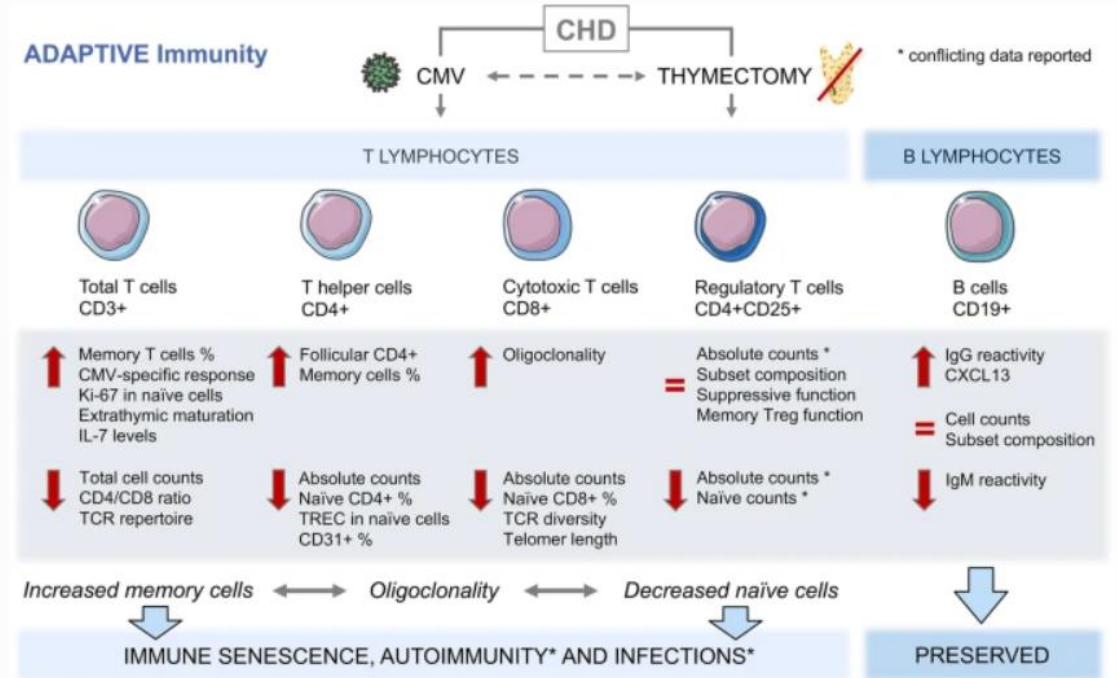 CHD
ADAPTIVE Immunity
* conflicting data reported
CMV
THYMECTOMY
T LYMPHOCYTES
B LYMPHOCYTES
Total T cells
CD3+
T helper cells
CD4+
Cytotoxic T cells
CD8+
Regulatory T cells
CD4+CD25+
B cells
CD19+
Memory T cells %
CMV-specific response
Ki-67 in naïve cells
Extrathymic maturation
IL-7 levels
Follicular CD4+
Memory cells %
Oligoclonality
Absolute counts *
Subset composition
Suppressive function
Memory Treg function
IgG reactivity
CXCL13
=
=
Cell counts
Subset composition
Total cell counts
CD4/CD8 ratio
TCR repertoire
Absolute counts
Naïve CD4+ %
TREC in naïve cells
CD31+ %
Absolute counts
Naïve CD8+ %
TCR diversity
Telomer length
Absolute counts *
Naïve counts *
IgM reactivity
Increased memory cells
Oligoclonality
Decreased naïve cells
IMMUNE SENESCENCE, AUTOIMMUNITY* AND INFECTIONS*
PRESERVED